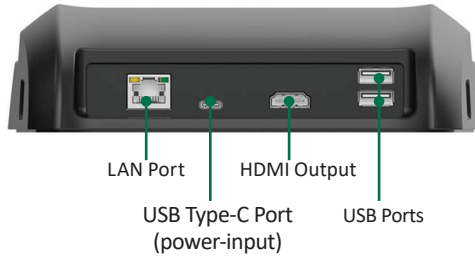 LAN Port
HDMI Output
USB Type-C Port
(power-input)
USB Ports